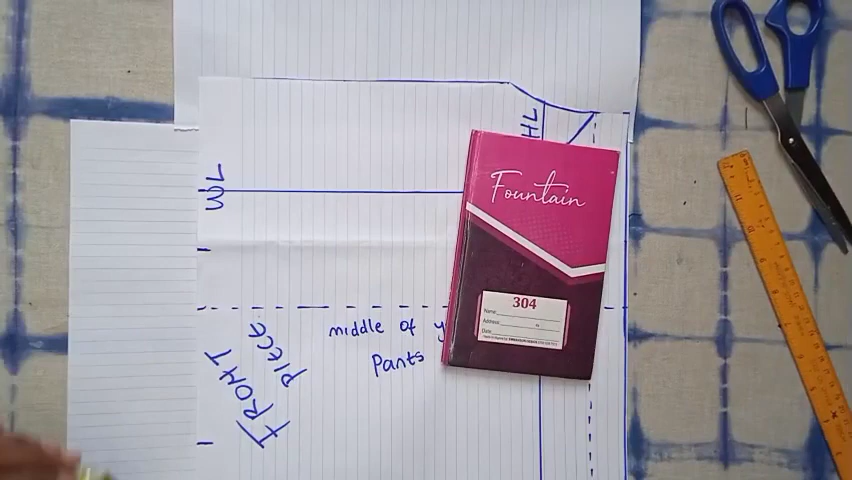 HL
Fountain
WL
304
Name
Address
Date
middle of y
Pants
FRONT
PIECE